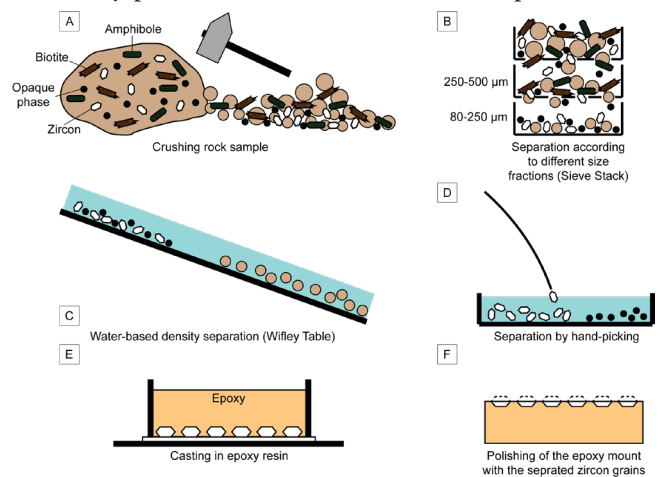 A
Amphibole
Biotite
Opaque
phase
Zircon
Crushing rock sample
B
250-500 µm
80-250 µm
Separation according
to different size
fractions (Sieve Stack)
C
Water-based density separation (Wifley Table)
D
Separation by hand-picking
E
Epoxy
Casting in epoxy resin
F
Polishing of the epoxy mount
with the seprated zircon grains